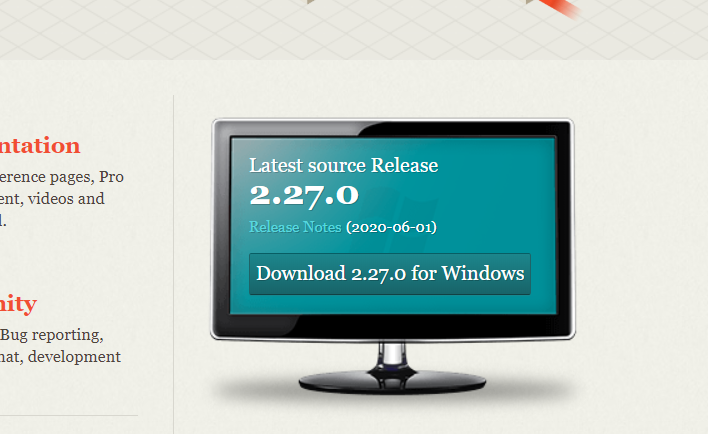 ntation
erence pages, Pro
ent, videos and
l.
nity
Bug reporting,
hat, development
Latest source Release
2.27.0
Release Notes (2020-06-01)
Download 2.27.0 for Windows